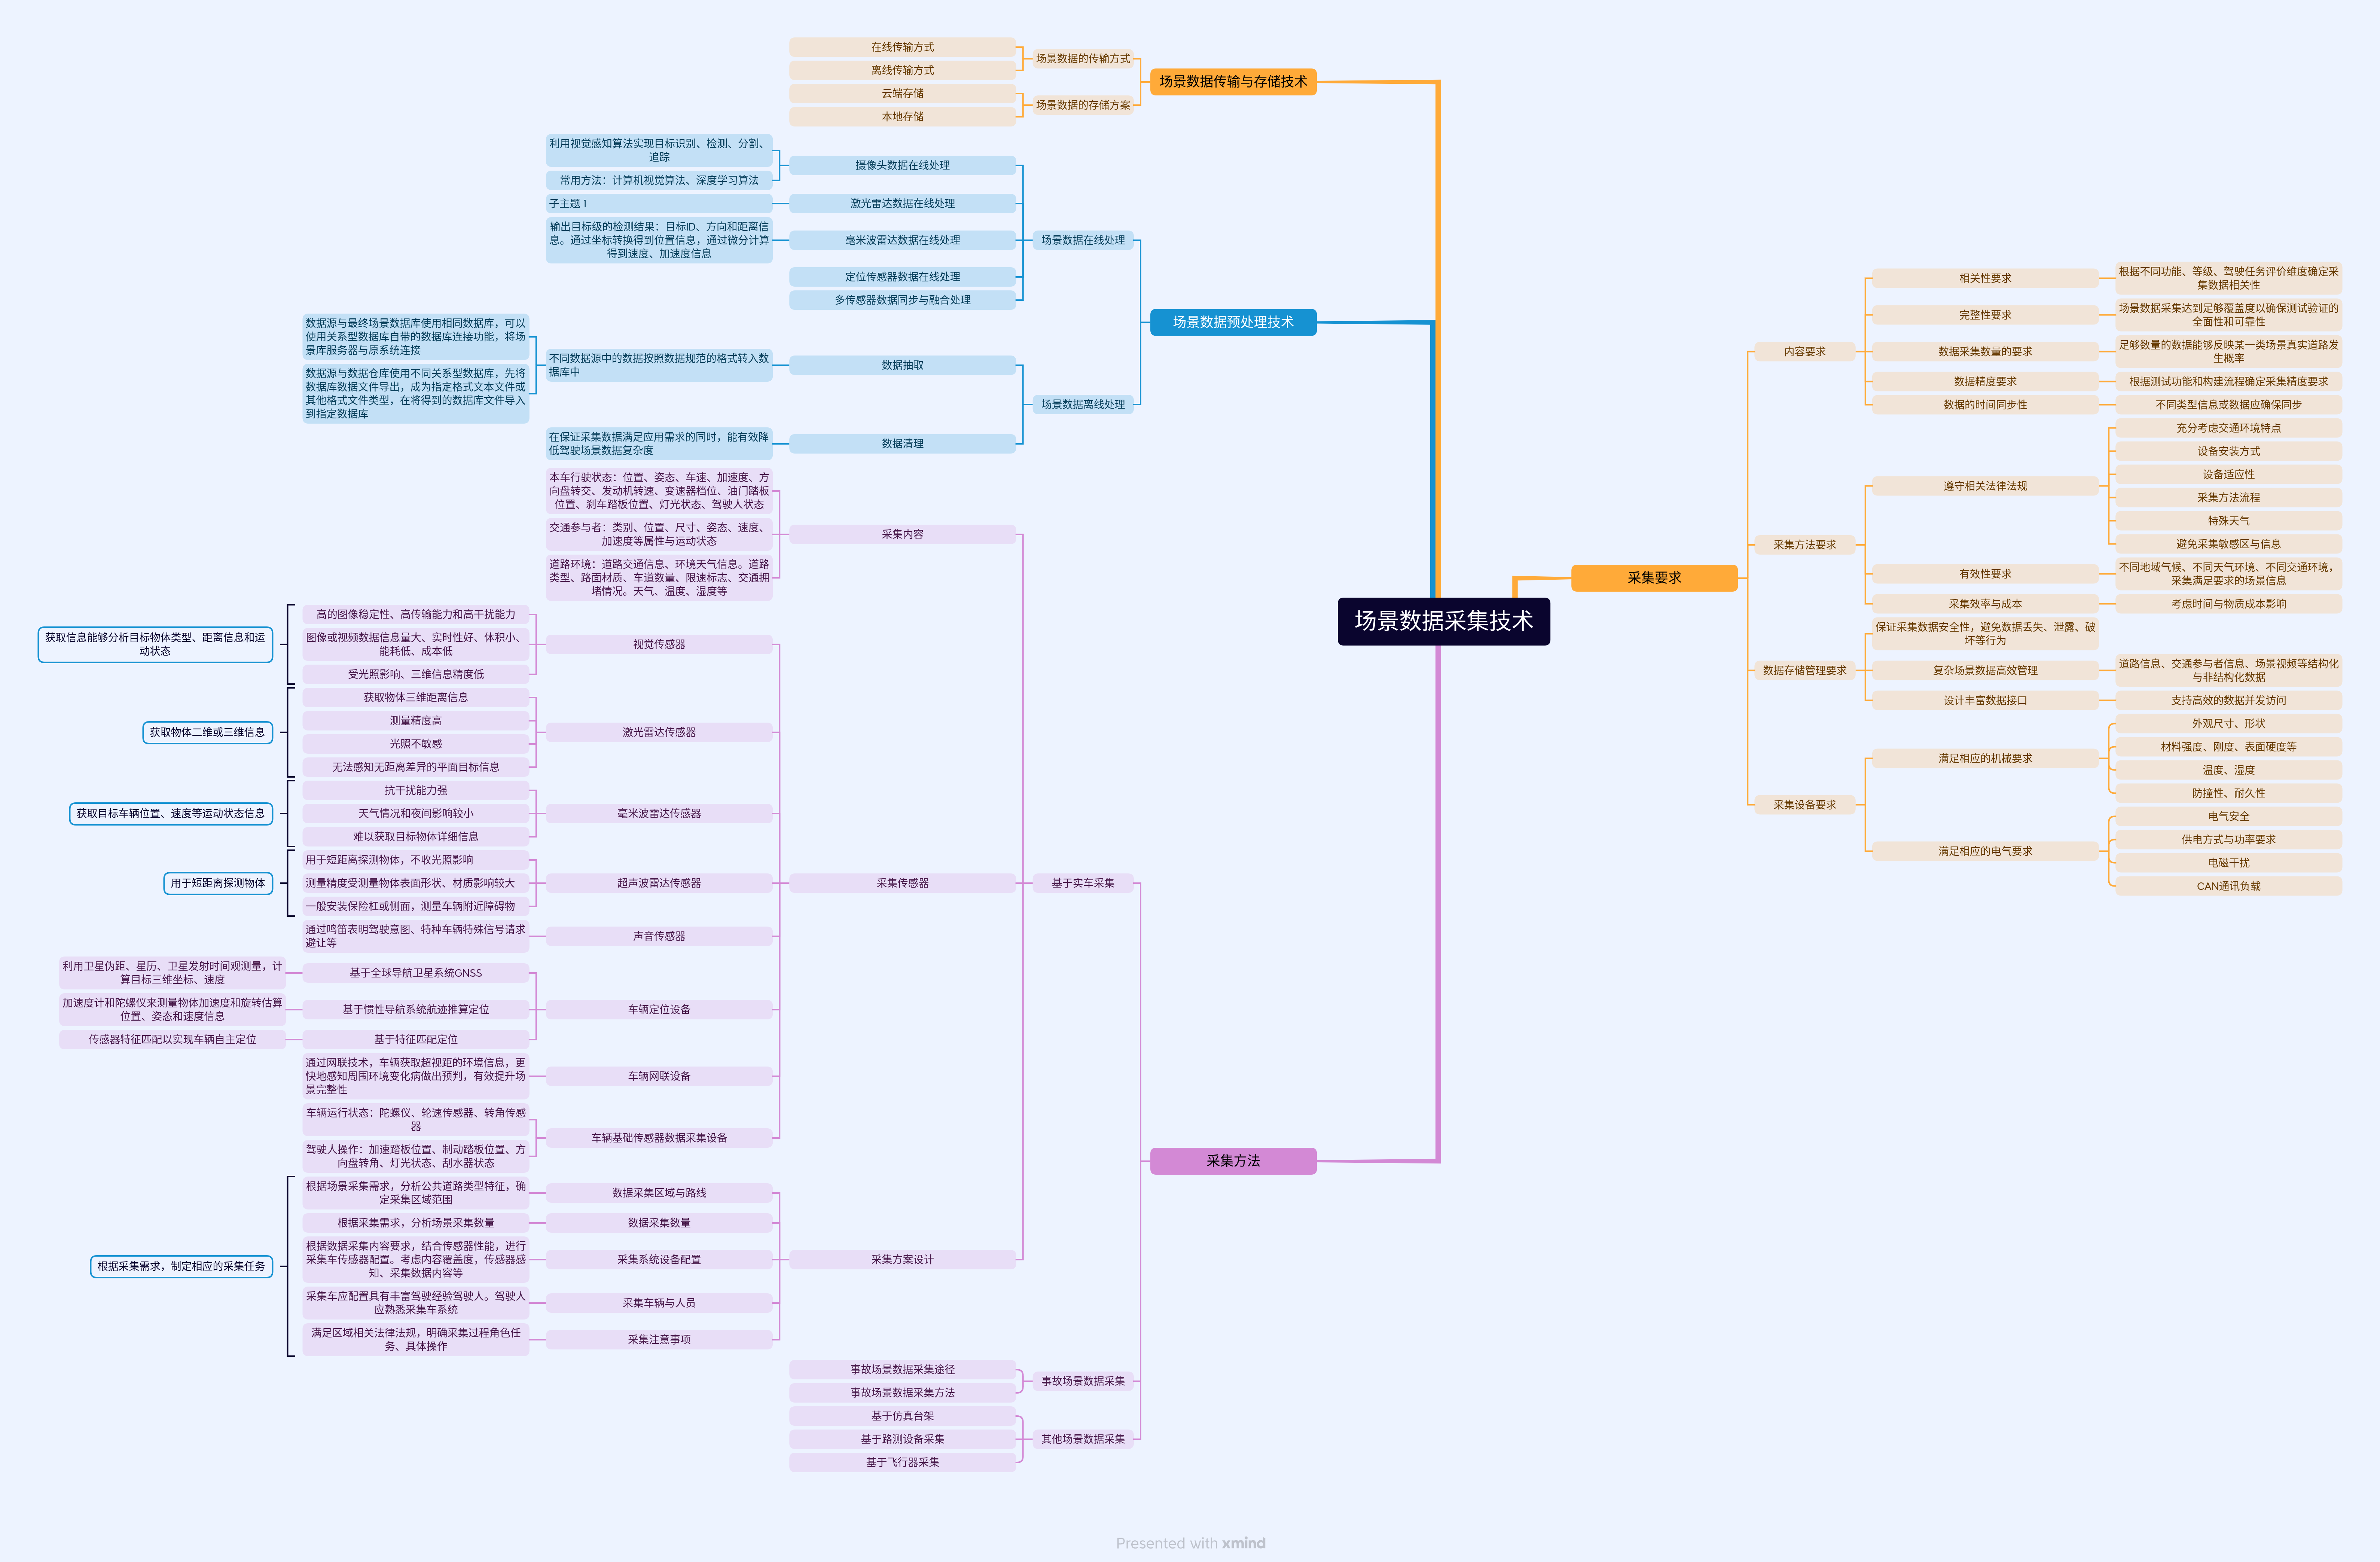 场景数据采集技术
采集要求
内容要求
相关性要求
根据不同功能、等级、驾驶任务评价维度确定采
集数据相关性
完整性要求
场景数据采集达到足够覆盖度以确保测试验证的
全面性和可靠性
数据采集数量的要求
足够数量的数据能够反映某一类场景真实道路发
生概率
数据精度要求
根据测试功能和构建流程确定采集精度要求
数据的时间同步性
不同类型信息或数据应确保同步
采集方法要求
遵守相关法律法规
充分考虑交通环境特点
设备安装方式
设备适应性
采集方法流程
特殊天气
避免采集敏感区与信息
有效性要求
不同地域气候、不同天气环境、不同交通环境，
采集满足要求的场景信息
采集效率与成本
考虑时间与物质成本影响
数据存储管理要求
保证采集数据安全性，避免数据丢失、泄露、破
坏等行为
复杂场景数据高效管理
道路信息、交通参与者信息、场景视频等结构化
与非结构化数据
设计丰富数据接口
支持高效的数据并发访问
采集设备要求
满足相应的机械要求
外观尺寸、形状
材料强度、刚度、表面硬度等
温度、湿度
防撞性、耐久性
满足相应的电气要求
电气安全
供电方式与功率要求
电磁干扰
CAN通讯负载
场景数据传输与存储技术
场景数据的传输方式
在线传输方式
离线传输方式
场景数据的存储方案
云端存储
本地存储
场景数据预处理技术
场景数据在线处理
摄像头数据在线处理
利用视觉感知算法实现目标识别、检测、分割、
追踪
常用方法：计算机视觉算法、深度学习算法
激光雷达数据在线处理
子主题 1
毫米波雷达数据在线处理
输出目标级的检测结果：目标ID、方向和距离信
息。通过坐标转换得到位置信息，通过微分计算
得到速度、加速度信息
定位传感器数据在线处理
多传感器数据同步与融合处理
场景数据离线处理
数据抽取
不同数据源中的数据按照数据规范的格式转入数
据库中
数据源与最终场景数据库使用相同数据库，可以
使用关系型数据库自带的数据库连接功能，将场
景库服务器与原系统连接
数据源与数据仓库使用不同关系型数据库，先将
数据库数据文件导出，成为指定格式文本文件或
其他格式文件类型，在将得到的数据库文件导入
到指定数据库
数据清理
在保证采集数据满足应用需求的同时，能有效降
低驾驶场景数据复杂度
采集方法
基于实车采集
采集内容
本车行驶状态：位置、姿态、车速、加速度、方
向盘转交、发动机转速、变速器档位、油门踏板
位置、刹车踏板位置、灯光状态、驾驶人状态
交通参与者：类别、位置、尺寸、姿态、速度、
加速度等属性与运动状态
道路环境：道路交通信息、环境天气信息。道路
类型、路面材质、车道数量、限速标志、交通拥
堵情况。天气、温度、湿度等
采集传感器
视觉传感器
高的图像稳定性、高传输能力和高干扰能力
图像或视频数据信息量大、实时性好、体积小、
能耗低、成本低
受光照影响、三维信息精度低
获取信息能够分析目标物体类型、距离信息和运
动状态
激光雷达传感器
获取物体三维距离信息
测量精度高
光照不敏感
无法感知无距离差异的平面目标信息
获取物体二维或三维信息
毫米波雷达传感器
抗干扰能力强
天气情况和夜间影响较小
难以获取目标物体详细信息
获取目标车辆位置、速度等运动状态信息
超声波雷达传感器
用于短距离探测物体，不收光照影响
测量精度受测量物体表面形状、材质影响较大
一般安装保险杠或侧面，测量车辆附近障碍物
用于短距离探测物体
声音传感器
通过鸣笛表明驾驶意图、特种车辆特殊信号请求
避让等
车辆定位设备
基于全球导航卫星系统GNSS
利用卫星伪距、星历、卫星发射时间观测量，计
算目标三维坐标、速度
基于惯性导航系统航迹推算定位
加速度计和陀螺仪来测量物体加速度和旋转估算
位置、姿态和速度信息
基于特征匹配定位
传感器特征匹配以实现车辆自主定位
车辆网联设备
通过网联技术，车辆获取超视距的环境信息，更
快地感知周围环境变化病做出预判，有效提升场
景完整性
车辆基础传感器数据采集设备
车辆运行状态：陀螺仪、轮速传感器、转角传感
器
驾驶人操作：加速踏板位置、制动踏板位置、方
向盘转角、灯光状态、刮水器状态
采集方案设计
数据采集区域与路线
根据场景采集需求，分析公共道路类型特征，确
定采集区域范围
数据采集数量
根据采集需求，分析场景采集数量
采集系统设备配置
根据数据采集内容要求，结合传感器性能，进行
采集车传感器配置。考虑内容覆盖度，传感器感
知、采集数据内容等
采集车辆与人员
采集车应配置具有丰富驾驶经验驾驶人。驾驶人
应熟悉采集车系统
采集注意事项
满足区域相关法律法规，明确采集过程角色任
务、具体操作
根据采集需求，制定相应的采集任务
事故场景数据采集
事故场景数据采集途径
事故场景数据采集方法
其他场景数据采集
基于仿真台架
基于路测设备采集
基于飞行器采集
Presented with xmind